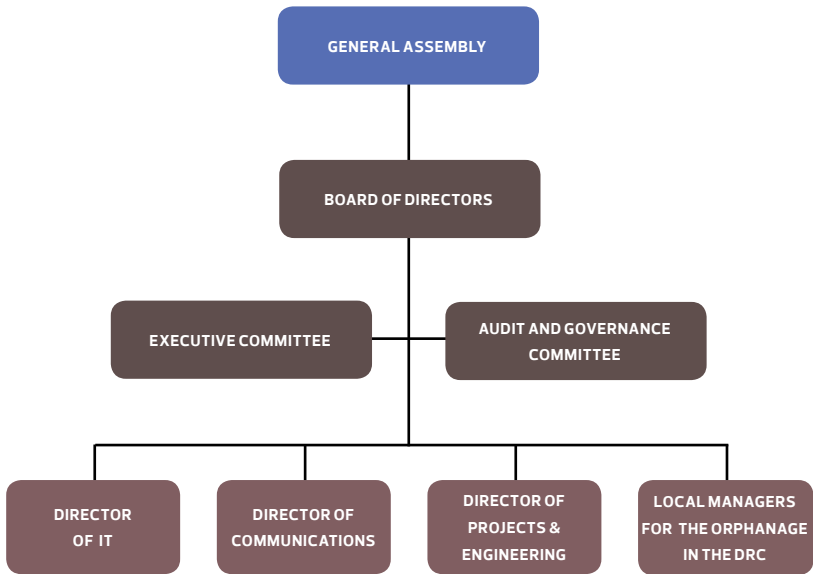 GENERAL ASSEMBLY
BOARD OF DIRECTORS
EXECUTIVE COMMITTEE
AUDIT AND GOVERNANCE
COMMITTEE
DIRECTOR
OF IT
DIRECTOR OF
COMMUNICATIONS
DIRECTOR OF
PROJECTS &
ENGINEERING
LOCAL MANAGERS
FOR THE ORPHANAGE
IN THE DRC